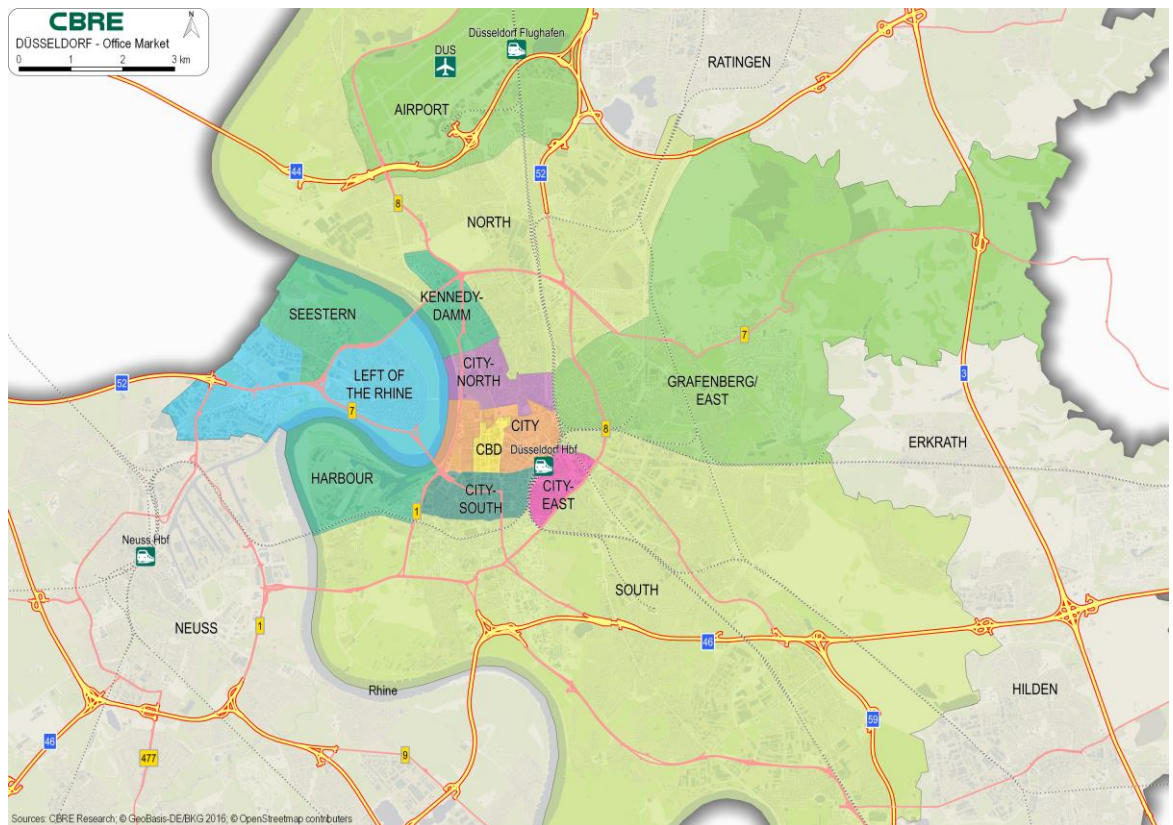 CBRE
N
DÜSSELDORF - Office Market
0 1 2 3 km
Düsseldorf Flughafen
DUS
RATINGEN
AIRPORT
44
52
8
NORTH
KENNEDY-
DAMM
SEESTERN
7
CITY-
NORTH
LEFT OF
THE RHINE
52
3
GRAFENBERG/
EAST
7
CITY
8
ERKRATH
CBD
Düsseldorf Hbf
HARBOUR
CITY-
SOUTH
CITY-
EAST
1
Neuss Hbf
SOUTH
NEUSS
1
46
Rhine
HILDEN
59
46
477
9
Sources: CBRE Research; © GeoBasis-DE/BKG 2016; © OpenStreetmap contributers